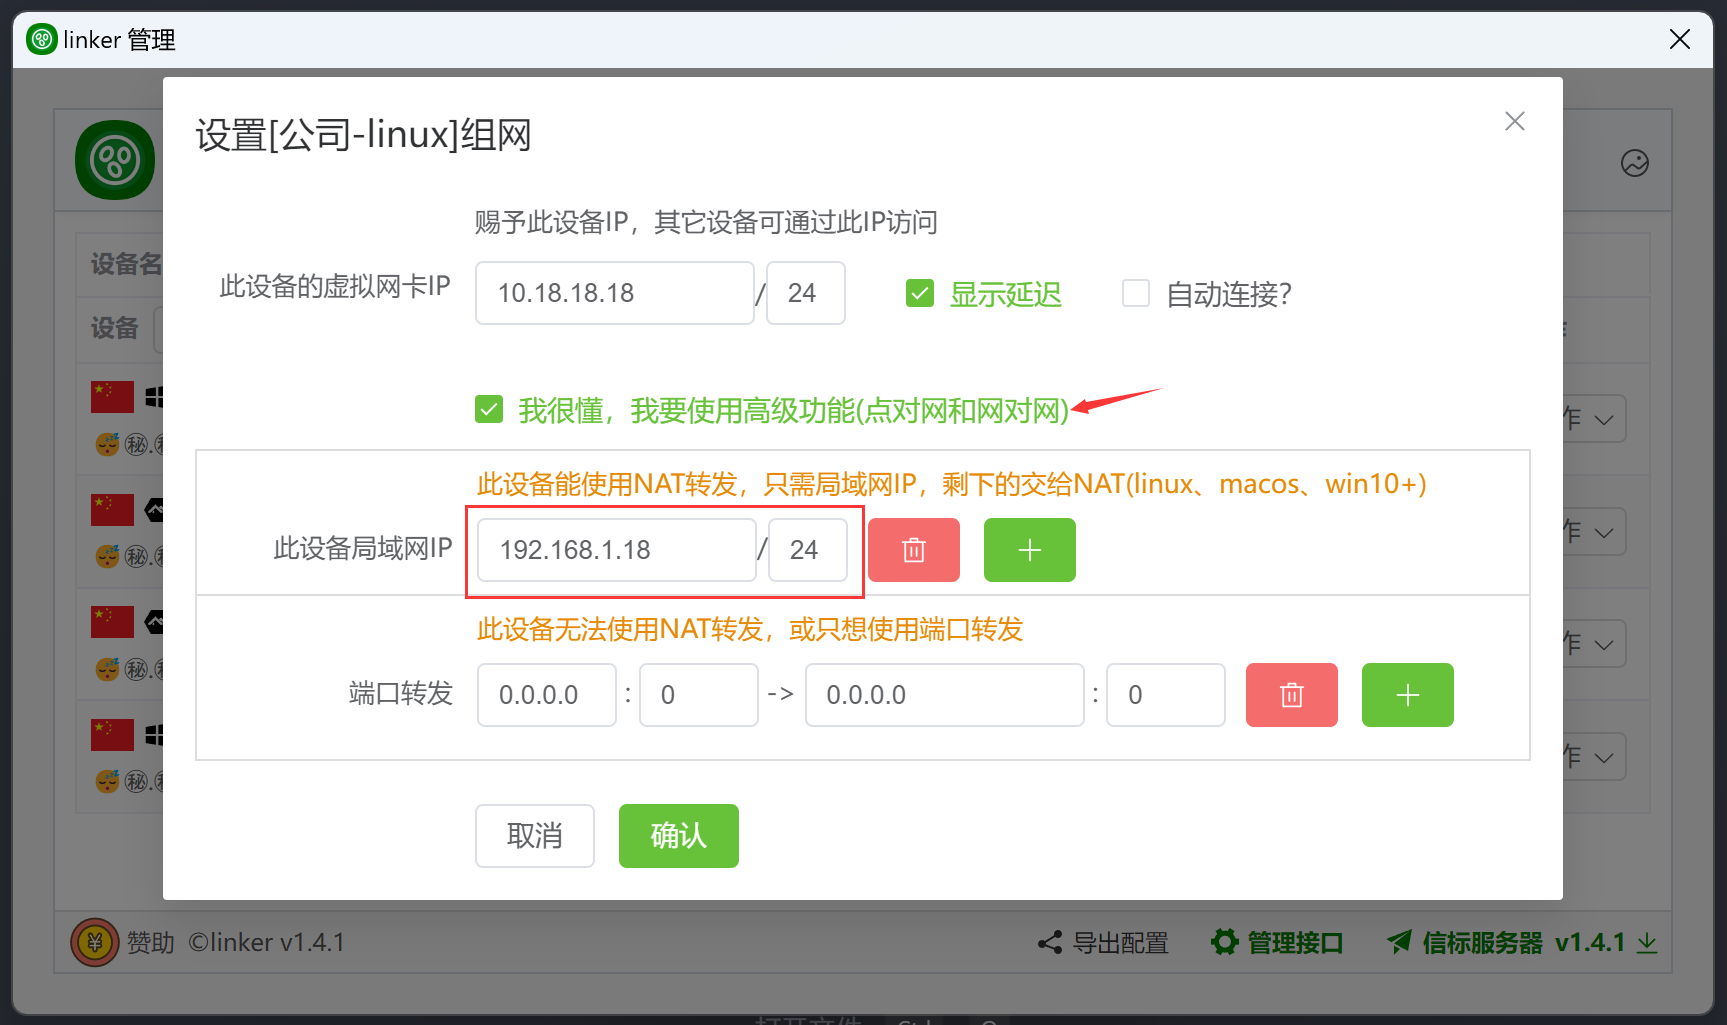 linker 管理
设置[公司-linux]组网
赐予此设备IP，其它设备可通过此IP访问
此设备的虚拟网卡IP 10.18.18.18 / 24 显示延迟 自动连接?
我很懂，我要使用高级功能(点对网和网对网)
此设备能使用NAT转发，只需局域网IP，剩下的交给NAT(linux、macos、win10+)
此设备局域网IP 192.168.1.18 / 24
此设备无法使用NAT转发，或只想使用端口转发
端口转发 0.0.0.0 : 0 -> 0.0.0.0 : 0
取消 确认
设备名
设备
作
作
作
作
赞助 ©linker v1.4.1 导出配置 管理接口 信标服务器 v1.4.1